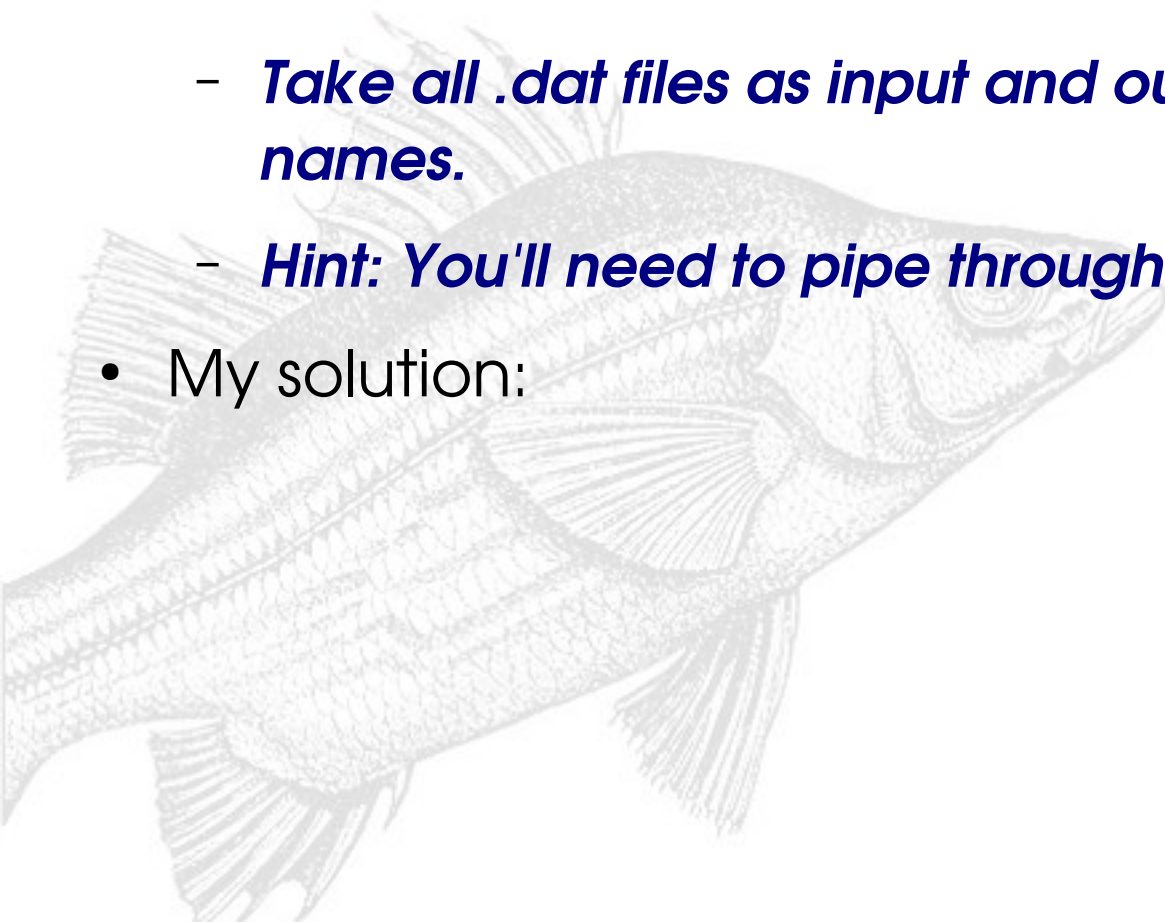 – Take all .dat files as input and ou
names.
– Hint: You'll need to pipe through
• My solution: